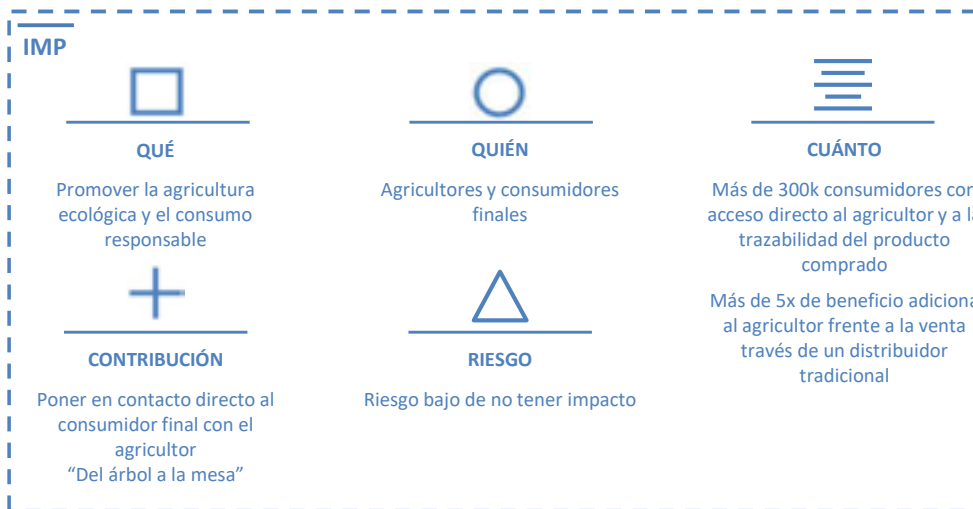 IMP
QUÉ
Promover la agricultura
ecológica y el consumo
responsable
QUIÉN
Agricultores y consumidores
finales
CUÁNTO
Más de 300k consumidores con
acceso directo al agricultor y a la
trazabilidad del producto
comprado
Más de 5x de beneficio adiciona
al agricultor frente a la venta
través de un distribuidor
tradicional
CONTRIBUCIÓN
Poner en contacto directo al
consumidor final con el
agricultor
“Del árbol a la mesa”
RIESGO
Riesgo bajo de no tener impacto